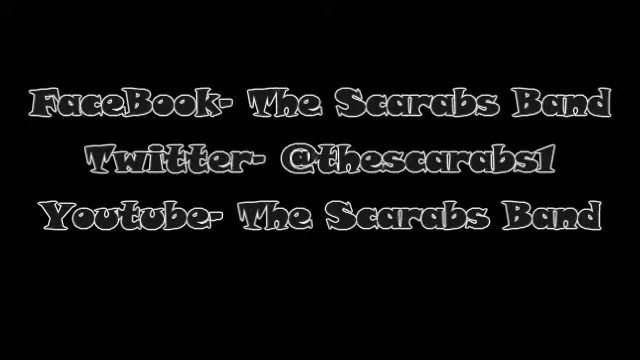 FaceBook- The Scarabs Band
Twitter- @thescarabs1
Youtube- The Scarabs Band